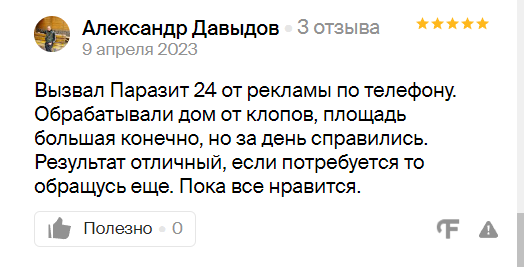 Александр Давыдов • 3 отзыва
9 апреля 2023
Вызвал Паразит 24 от рекламы по телефону.
Обрабатывали дом от клопов, площадь
большая конечно, но за день справились.
Результат отличный, если потребуется то
обращусь еще. Пока все нравится.
Полезно • 0